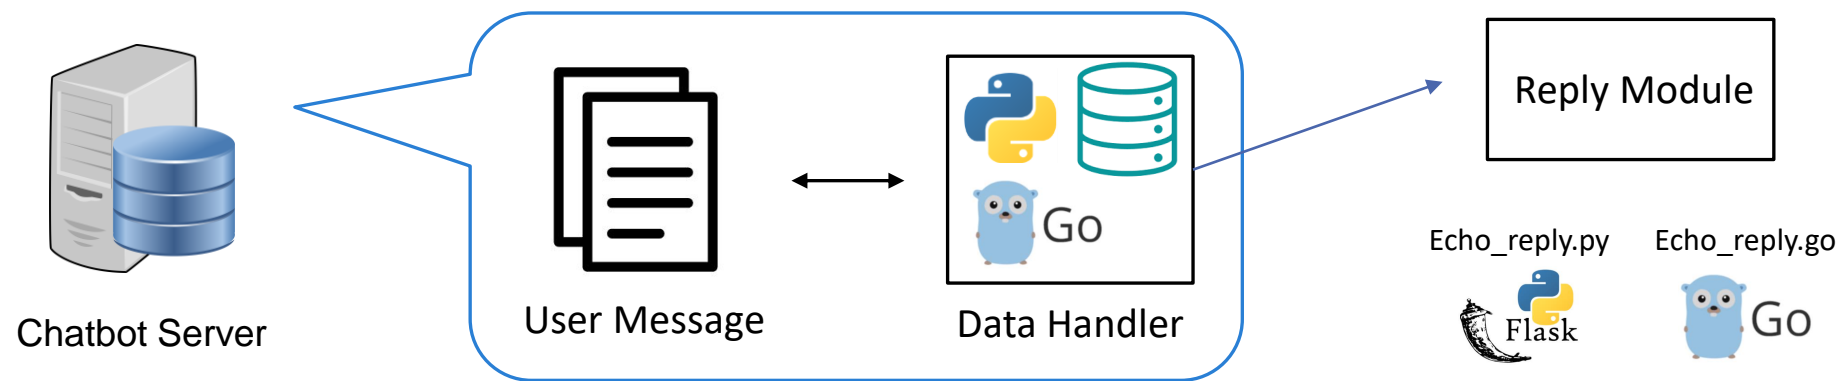 Chatbot Server
User Message
Go
Data Handler
Reply Module
Echo_reply.py
Echo_reply.go
Flask
Go